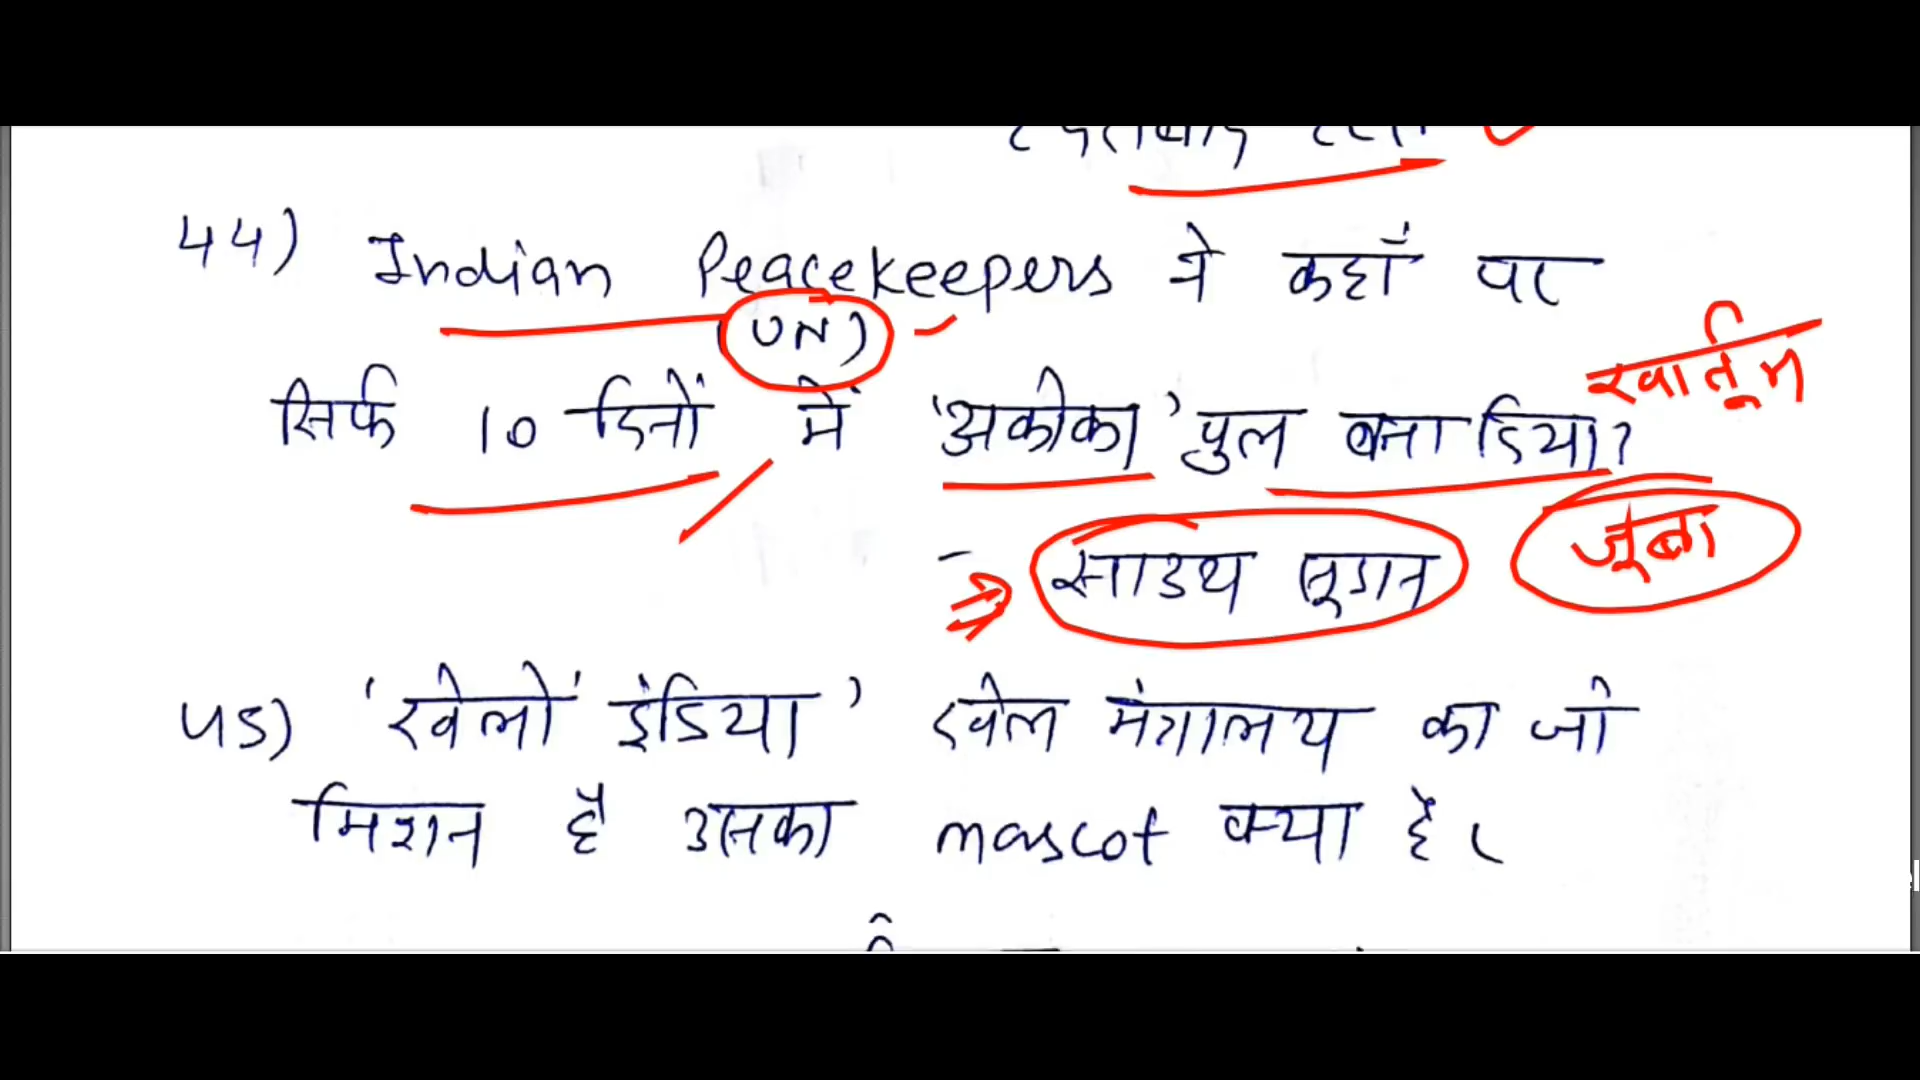 44) Indian Peacekeepers ने कहाँ पर
(UN)
सिर्फ 10 दिनों में 'अकोका' पुल बना दिया?
खार्तूम
जूबा
- ⇒ साउथ सूडान
45) 'खेलों इंडिया' खेल मंत्रालय का जो
मिशन है उसका mascot क्या है।